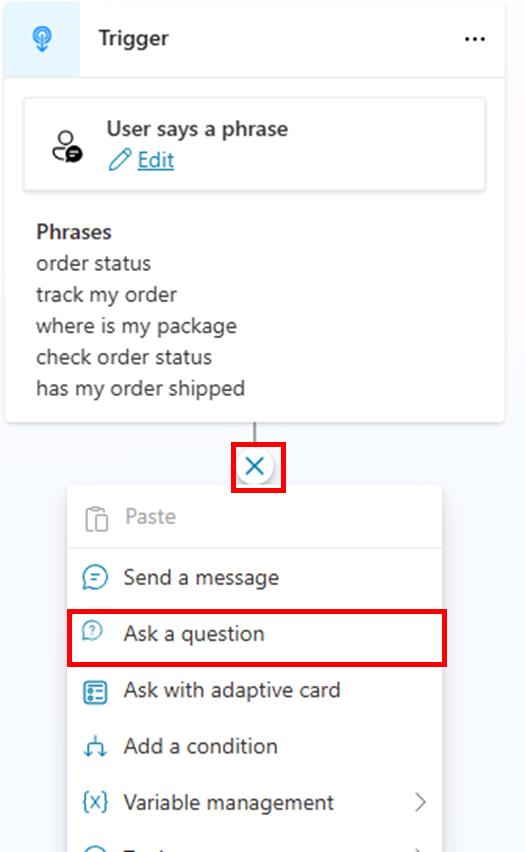 Trigger
User says a phrase
Edit
Phrases
order status
track my order
where is my package
check order status
has my order shipped
Paste
Send a message
Ask a question
Ask with adaptive card
Add a condition
{x} Variable management